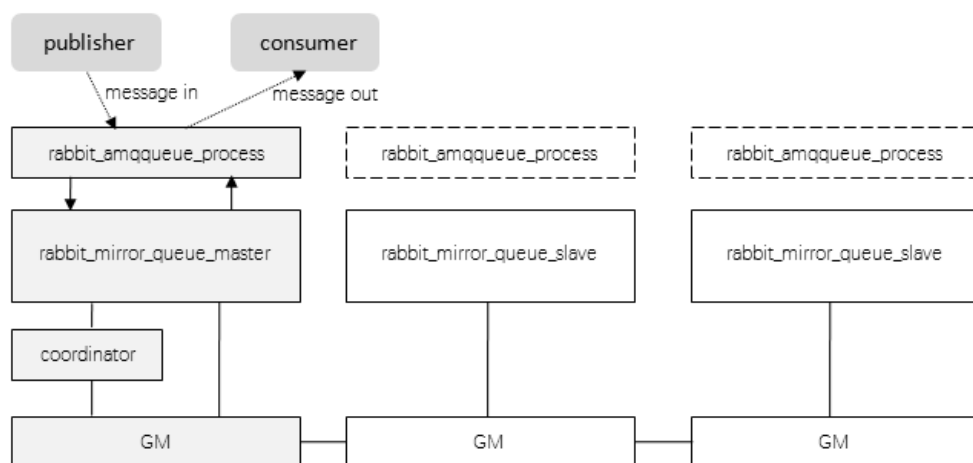 publisher
consumer
message in
message out
rabbit_amqqueue_process
rabbit_amqqueue_process
rabbit_amqqueue_process
rabbit_mirror_queue_master
rabbit_mirror_queue_slave
rabbit_mirror_queue_slave
coordinator
GM
GM
GM